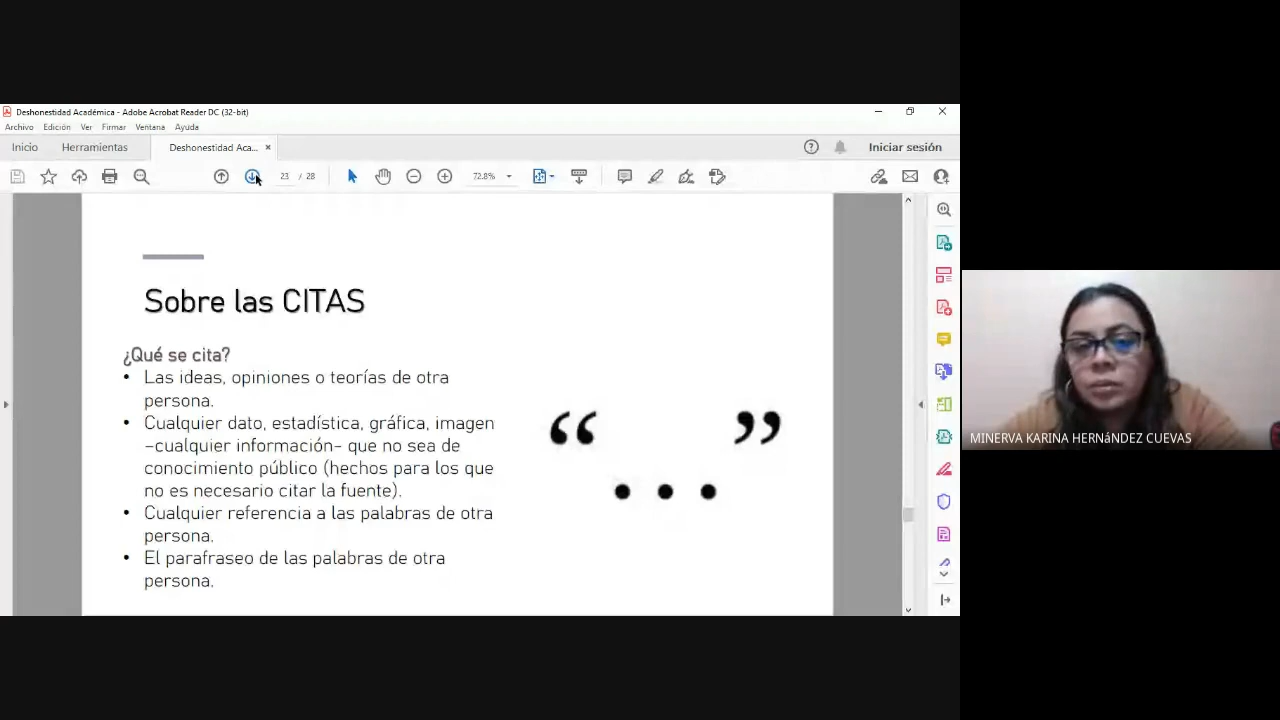 Deshonestidad Académica - Adobe Acrobat Reader DC (32-bit)
Archivo Edición Ver Firmar Ventana Ayuda
Inicio Herramientas Deshonestidad Aca... × Iniciar sesión
23 / 28 72.8%
Sobre las CITAS
¿Qué se cita?
• Las ideas, opiniones o teorías de otra
persona.
• Cualquier dato, estadística, gráfica, imagen
–cualquier información– que no sea de
conocimiento público (hechos para los que
no es necesario citar la fuente).
• Cualquier referencia a las palabras de otra
persona.
• El parafraseo de las palabras de otra
persona.
“ ”
• • •
MINERVA KARINA HERNáNDEZ CUEVAS